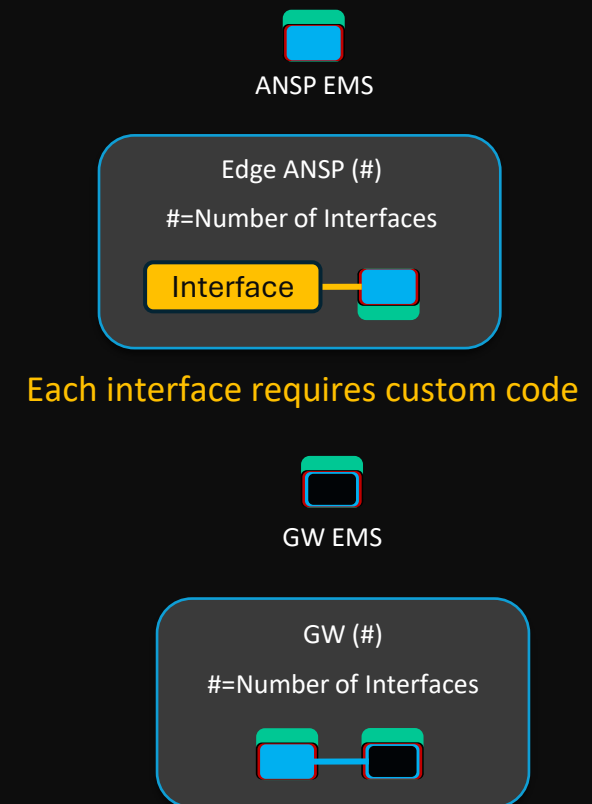 ANSP EMS
Edge ANSP (#)
#=Number of Interfaces
Interface
Each interface requires custom code
GW EMS
GW (#)
#=Number of Interfaces